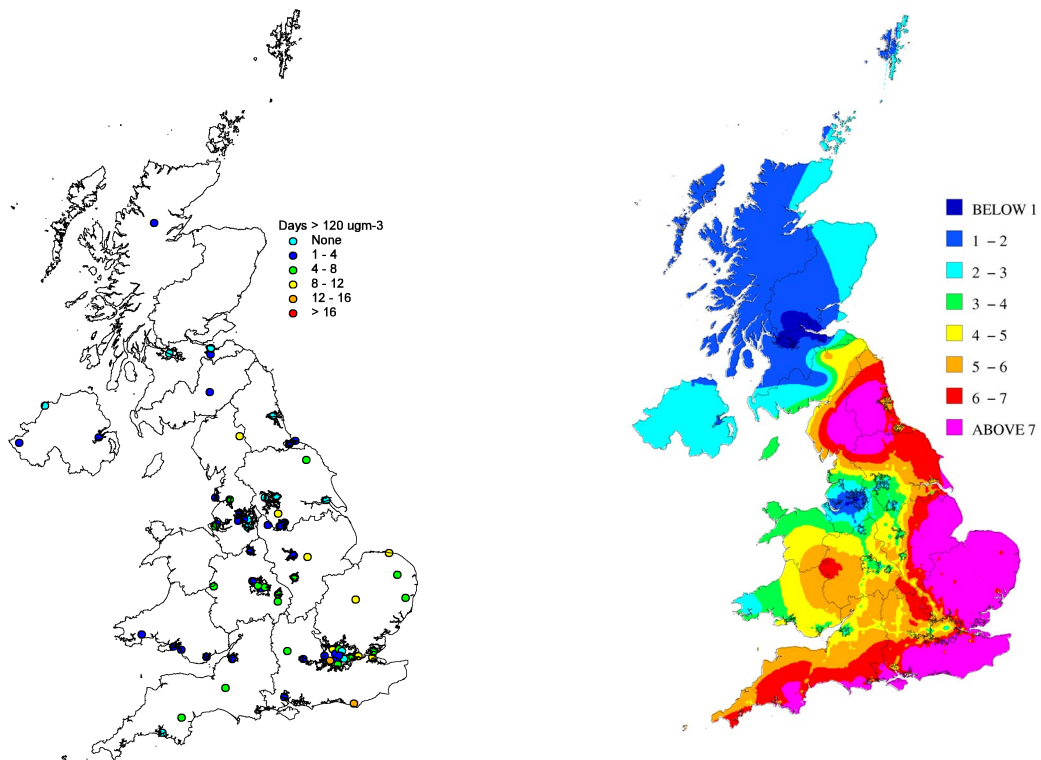 Days > 120 ugm-3
None
1 - 4
4 - 8
8 - 12
12 - 16
> 16
BELOW 1
1 – 2
2 – 3
3 – 4
4 – 5
5 – 6
6 – 7
ABOVE 7